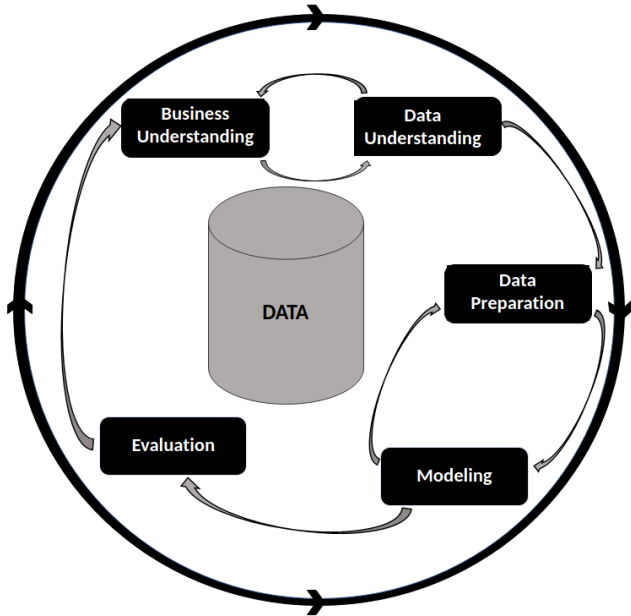 Business
Understanding
Data
Understanding
Data
Preparation
DATA
Evaluation
Modeling